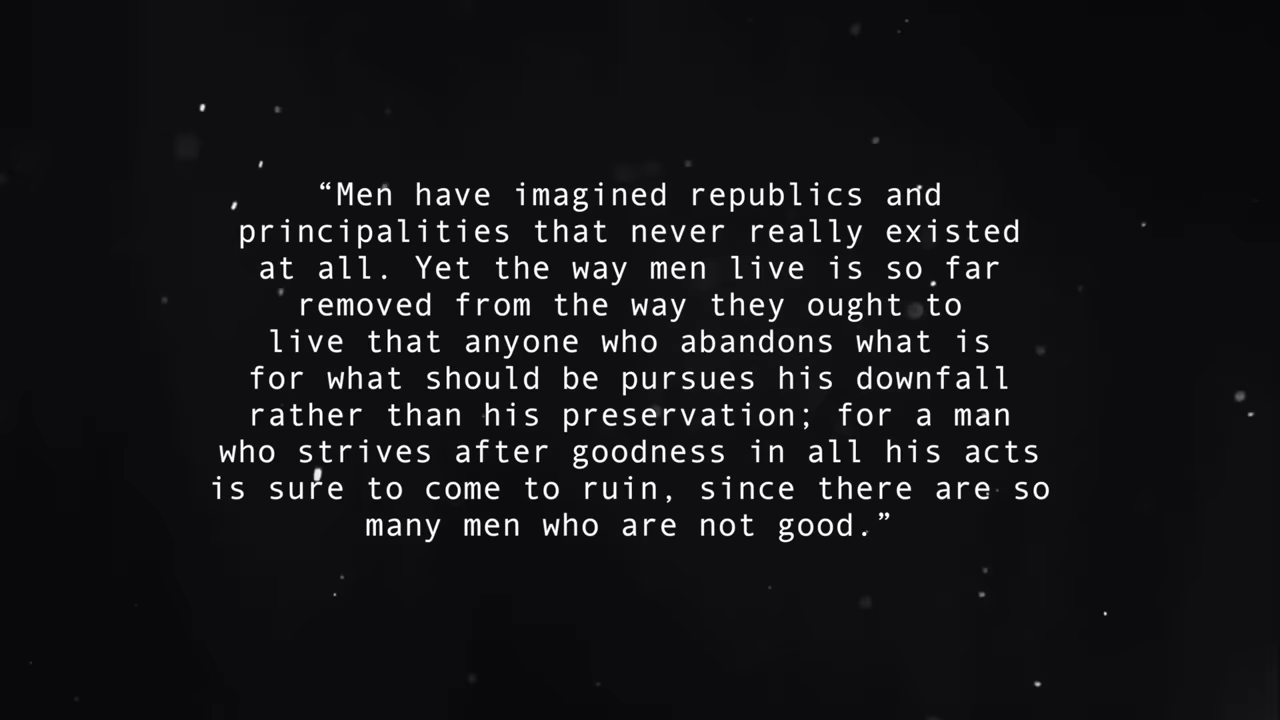 “Men have imagined republics and
principalities that never really existed
at all. Yet the way men live is so far
removed from the way they ought to
live that anyone who abandons what is
for what should be pursues his downfall
rather than his preservation; for a man
who strives after goodness in all his acts
is sure to come to ruin, since there are so
many men who are not good.”